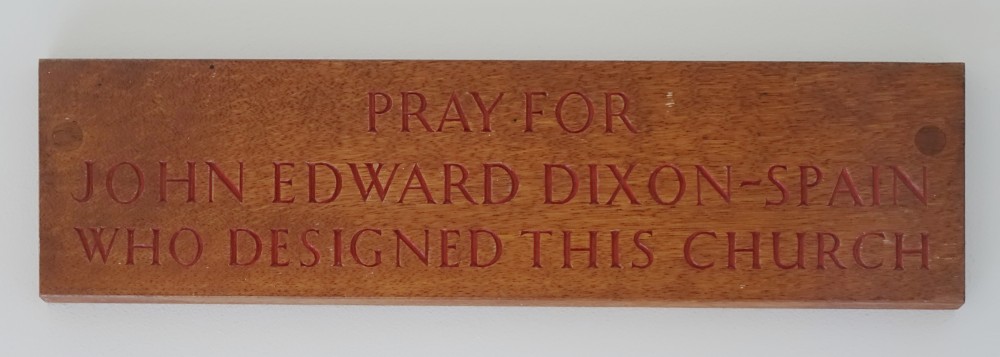 PRAY FOR
JOHN EDWARD DIXON-SPAIN
WHO DESIGNED THIS CHURCH